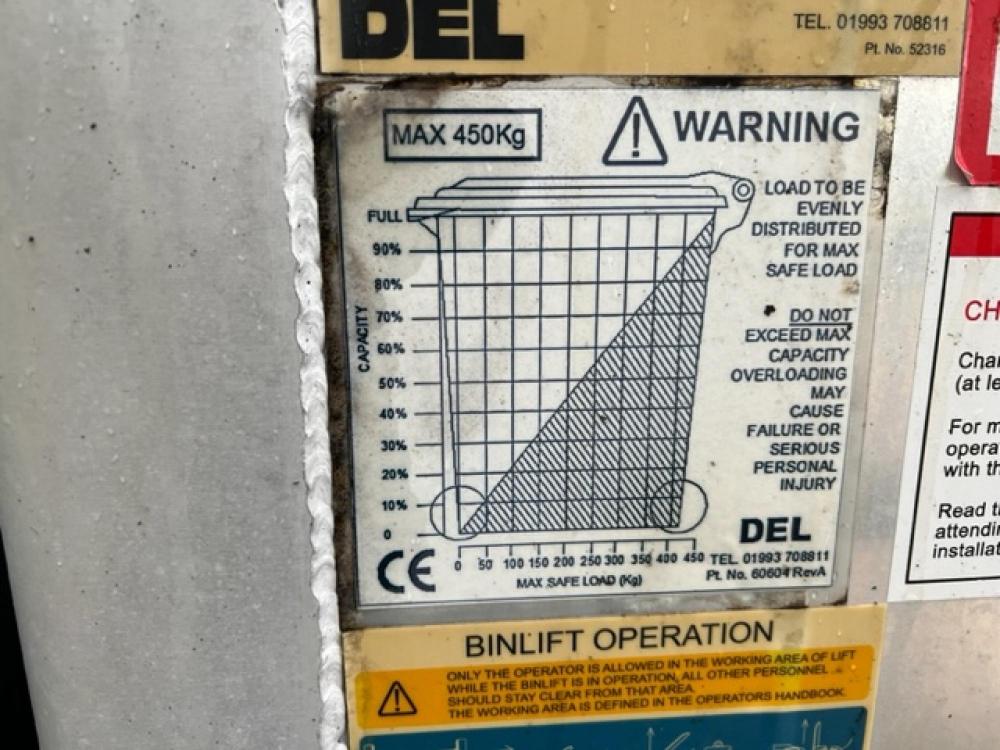 DEL
TEL. 01993 708811
Pt. No. 52316
MAX 450Kg
WARNING
LOAD TO BE
EVENLY
DISTRIBUTED
FOR MAX
SAFE LOAD
DO NOT
EXCEED MAX
CAPACITY
OVERLOADING
MAY
CAUSE
FAILURE OR
SERIOUS
PERSONAL
INJURY
CAPACITY
FULL
90%
80%
70%
60%
50%
40%
30%
20%
10%
0
0 50 100 150 200 250 300 350 400 450
MAX SAFE LOAD (Kg)
CE
DEL
TEL. 01993 708811
Pt. No. 60604 RevA
BINLIFT OPERATION
ONLY THE OPERATOR IS ALLOWED IN THE WORKING AREA OF LIFT
WHILE THE BINLIFT IS IN OPERATION, ALL OTHER PERSONNEL
SHOULD STAY CLEAR FROM THAT AREA.
THE WORKING AREA IS DEFINED IN THE OPERATORS HANDBOOK.
CH
(at le
For m
opera
with th
Read
attendin
installat